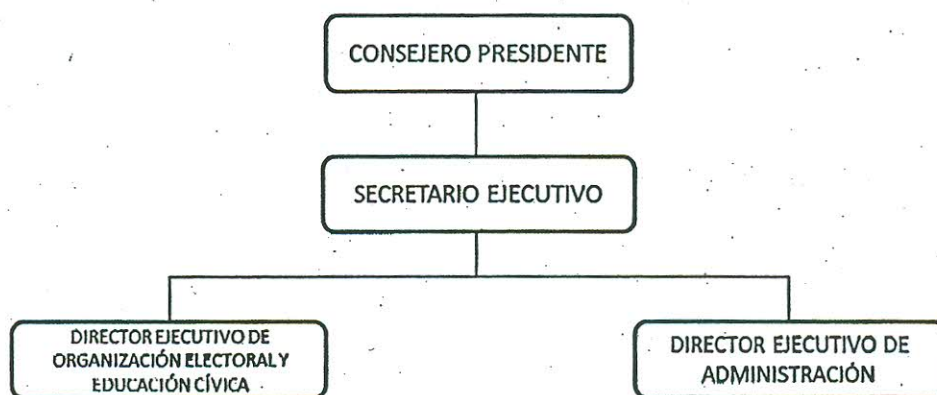 CONSEJERO PRESIDENTE
SECRETARIO EJECUTIVO
DIRECTOR EJECUTIVO DE
ORGANIZACIÓN ELECTORAL Y
EDUCACIÓN CÍVICA
DIRECTOR EJECUTIVO DE
ADMINISTRACIÓN